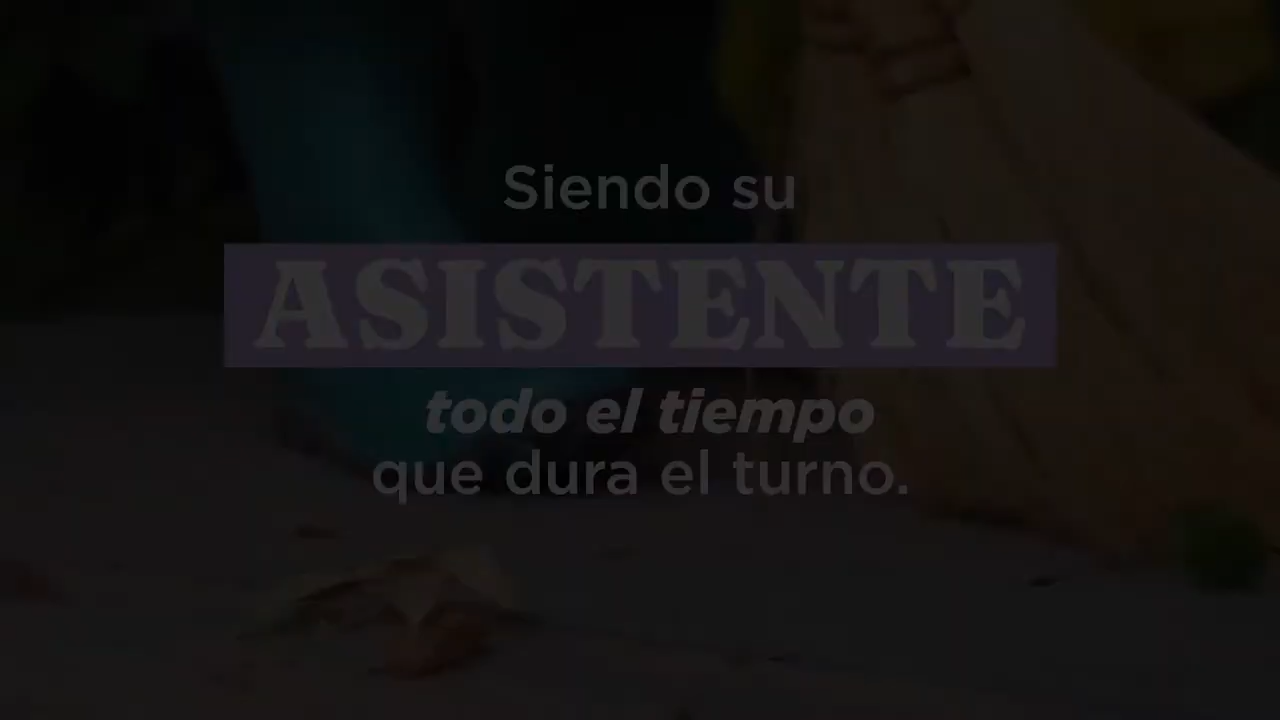 Siendo su
ASISTENTE
todo el tiempo
que dura el turno.